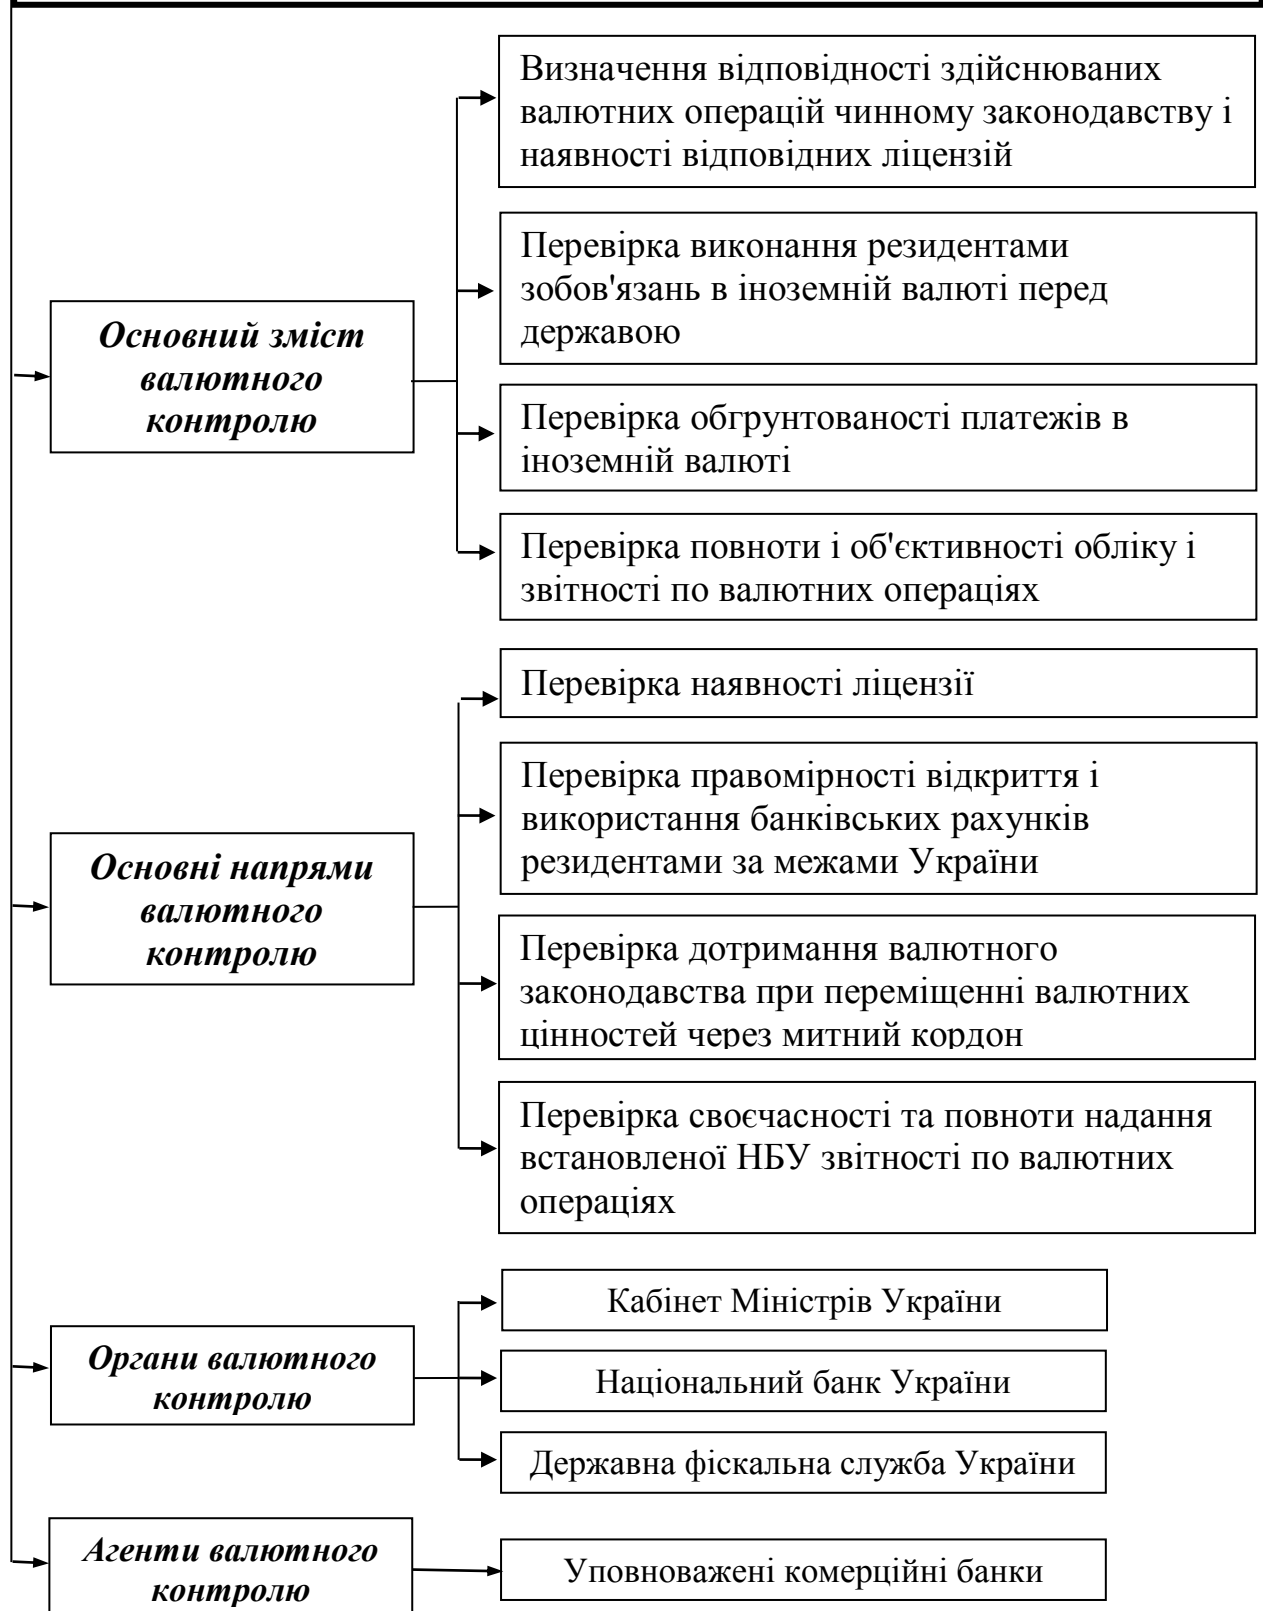 Визначення відповідності здійснюваних
валютних операцій чинному законодавству і
наявності відповідних ліцензій
Перевірка виконання резидентами
зобов'язань в іноземній валюті перед
державою
Основний зміст
валютного
контролю
Перевірка обгрунтованості платежів в
іноземній валюті
Перевірка повноти і об'єктивності обліку і
звітності по валютних операціях
Перевірка наявності ліцензії
Перевірка правомірності відкриття і
використання банківських рахунків
резидентами за межами України
Основні напрями
валютного
контролю
Перевірка дотримання валютного
законодавства при переміщенні валютних
цінностей через митний кордон
Перевірка своєчасності та повноти надання
встановленої НБУ звітності по валютних
операціях
Кабінет Міністрів України
Органи валютного
контролю
Національний банк України
Державна фіскальна служба України
Агенти валютного
контролю
Уповноважені комерційні банки